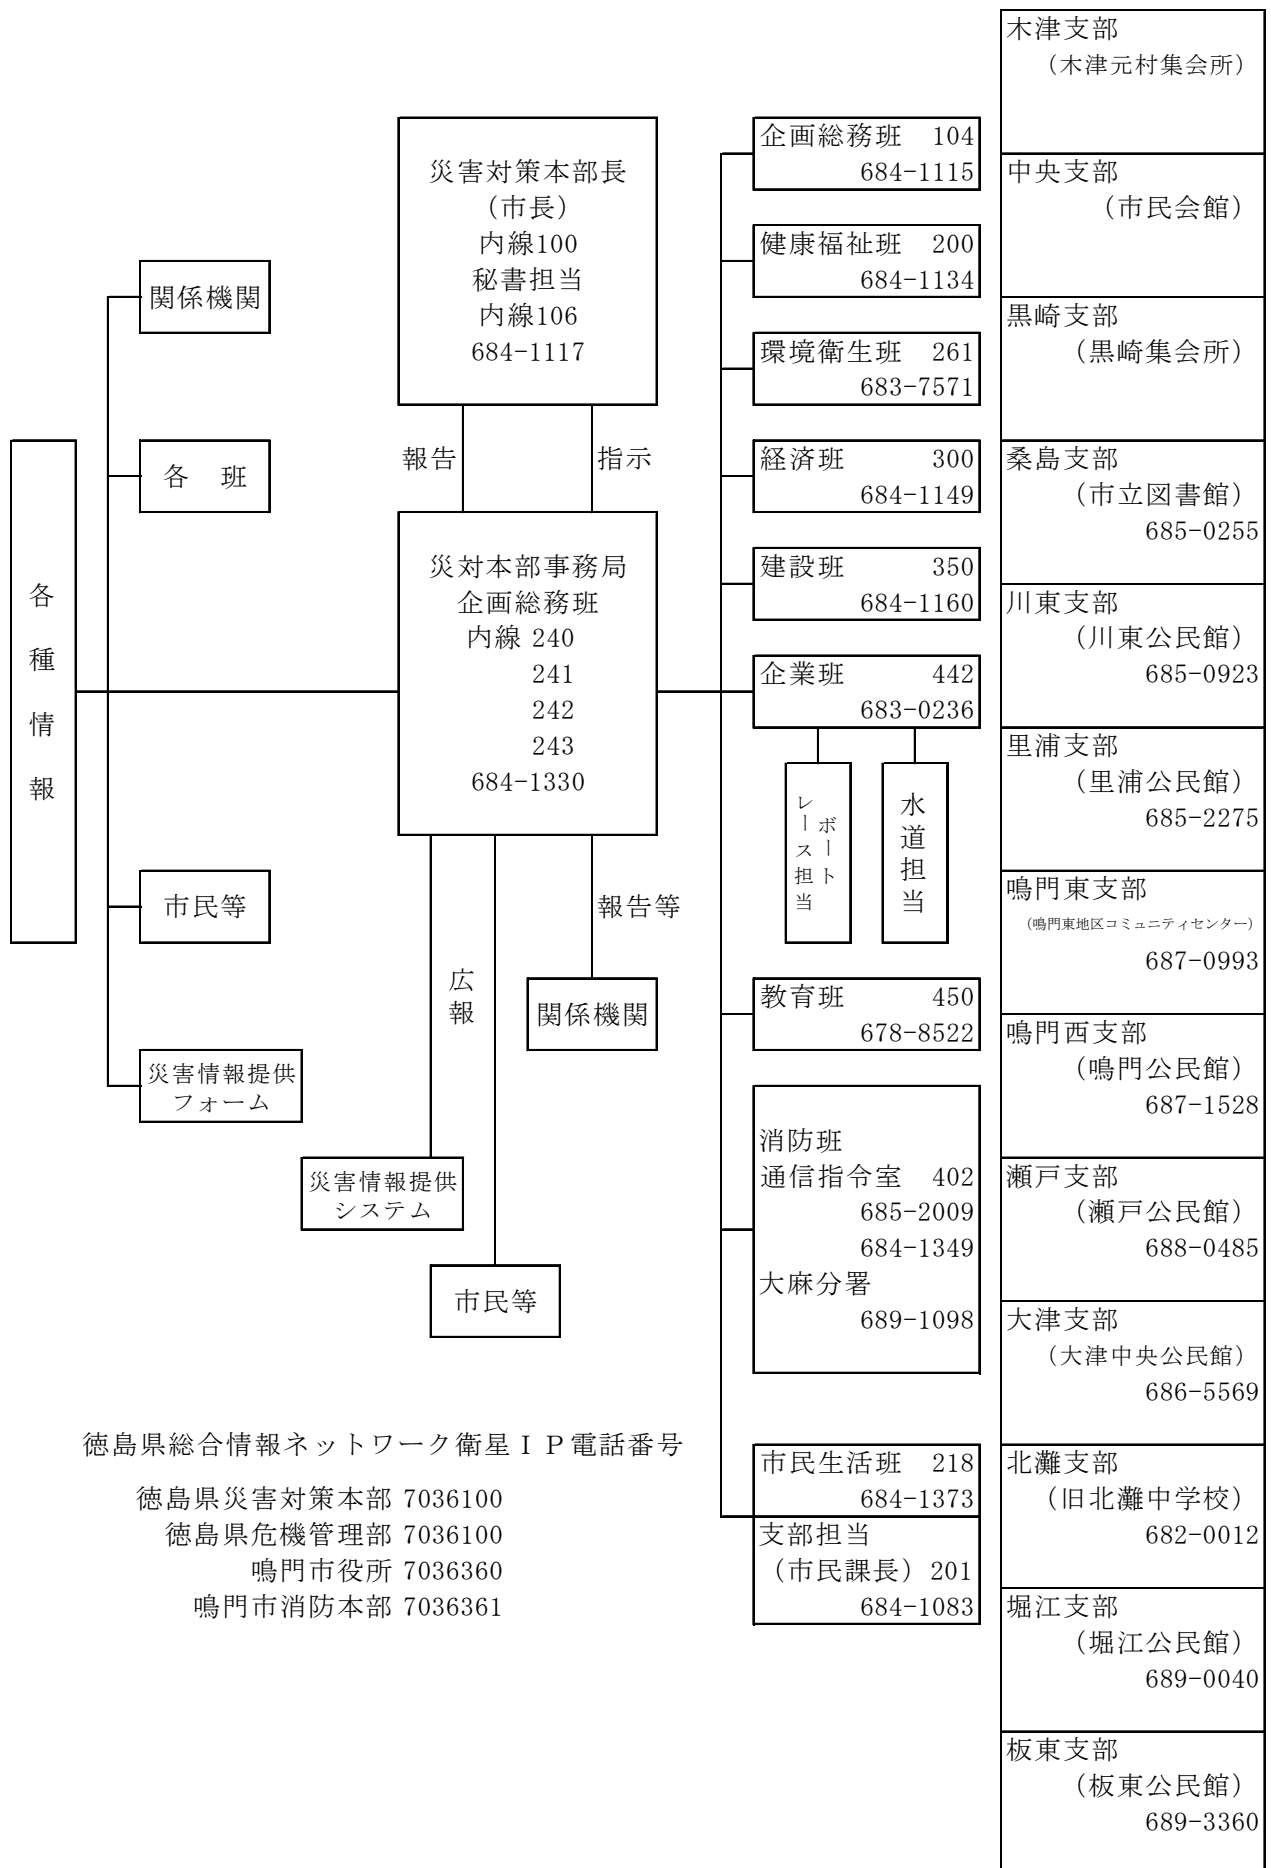 各種情報
関係機関
各　班
市民等
災害情報提供
フォーム
災害対策本部長
（市長）
内線100
秘書担当
内線106
684-1117
報告
指示
災対本部事務局
企画総務班
内線 240
241
242
243
684-1330
広報
報告等
関係機関
災害情報提供
システム
市民等
企画総務班　104
684-1115
健康福祉班　200
684-1134
環境衛生班　261
683-7571
経済班　300
684-1149
建設班　350
684-1160
企業班　442
683-0236
ボート
レース担当
水道担当
教育班　450
678-8522
消防班
通信指令室　402
685-2009
684-1349
大麻分署
689-1098
市民生活班　218
684-1373
支部担当
（市民課長）201
684-1083
木津支部
（木津元村集会所）
中央支部
（市民会館）
黒崎支部
（黒崎集会所）
桑島支部
（市立図書館）
685-0255
川東支部
（川東公民館）
685-0923
里浦支部
（里浦公民館）
685-2275
鳴門東支部
（鳴門東地区コミュニティセンター）
687-0993
鳴門西支部
（鳴門公民館）
687-1528
瀬戸支部
（瀬戸公民館）
688-0485
大津支部
（大津中央公民館）
686-5569
北灘支部
（旧北灘中学校）
682-0012
堀江支部
（堀江公民館）
689-0040
板東支部
（板東公民館）
689-3360
徳島県総合情報ネットワーク衛星ＩＰ電話番号
徳島県災害対策本部 7036100
徳島県危機管理部 7036100
鳴門市役所 7036360
鳴門市消防本部 7036361